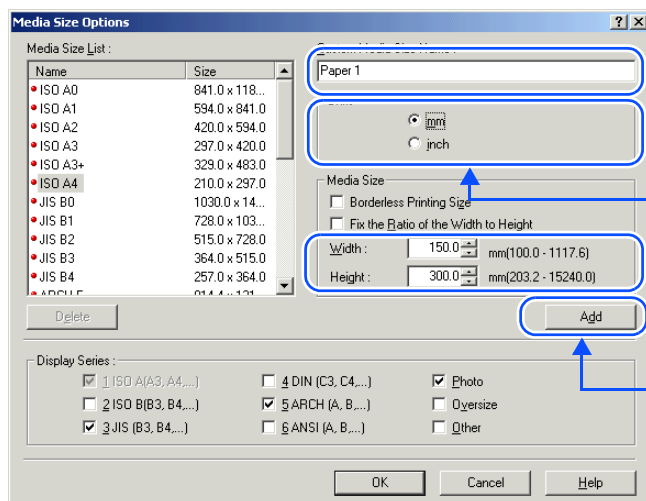 Media Size Options
Media Size List :
Name Size
ISO A0 841.0 x 118...
ISO A1 594.0 x 841.0
ISO A2 420.0 x 594.0
ISO A3 297.0 x 420.0
ISO A3+ 329.0 x 483.0
ISO A4 210.0 x 297.0
JIS B0 1030.0 x 14...
JIS B1 728.0 x 103...
JIS B2 515.0 x 728.0
JIS B3 364.0 x 515.0
JIS B4 257.0 x 364.0
Delete
Paper 1
mm
inch
Media Size
Borderless Printing Size
Fix the Ratio of the Width to Height
Width : 150.0 mm(100.0 - 1117.6)
Height : 300.0 mm(203.2 - 15240.0)
Add
Display Series :
1 ISO A(A3, A4,...) 4 DIN (C3, C4,...) Photo
2 ISO B(B3, B4,...) 5 ARCH (A, B,...) Oversize
3 JIS (B3, B4,...) 6 ANSI (A, B,...) Other
OK Cancel Help